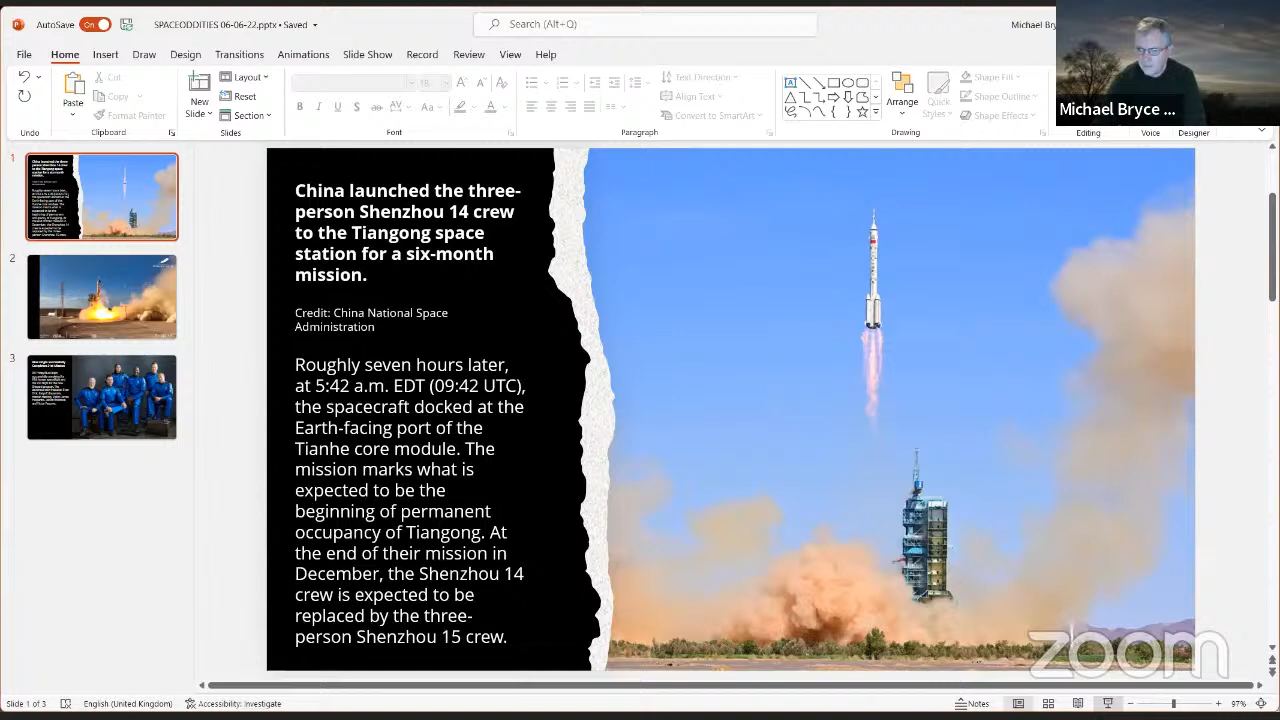 AutoSave On SPACEODDITIES 06-06-22.pptx • Saved Search (Alt+Q) Michael Bry
File Home Insert Draw Design Transitions Animations Slide Show Record Review View Help
Undo
Paste Cut Copy Format Painter Clipboard
New Slide Layout Reset Section Slides
18 Font
Text Direction Align Text Convert to SmartArt Paragraph
Arrange Quick Styles Shape Fill Shape Outline Shape Effects Drawing
Editing Voice Designer
Michael Bryce ...
1
2
3
China launched the three-
person Shenzhou 14 crew
to the Tiangong space
station for a six-month
mission.
Credit: China National Space
Administration
Roughly seven hours later,
at 5:42 a.m. EDT (09:42 UTC),
the spacecraft docked at the
Earth-facing port of the
Tianhe core module. The
mission marks what is
expected to be the
beginning of permanent
occupancy of Tiangong. At
the end of their mission in
December, the Shenzhou 14
crew is expected to be
replaced by the three-
person Shenzhou 15 crew.
zoom
Slide 1 of 3 English (United Kingdom) Accessibility: Investigate Notes 97%